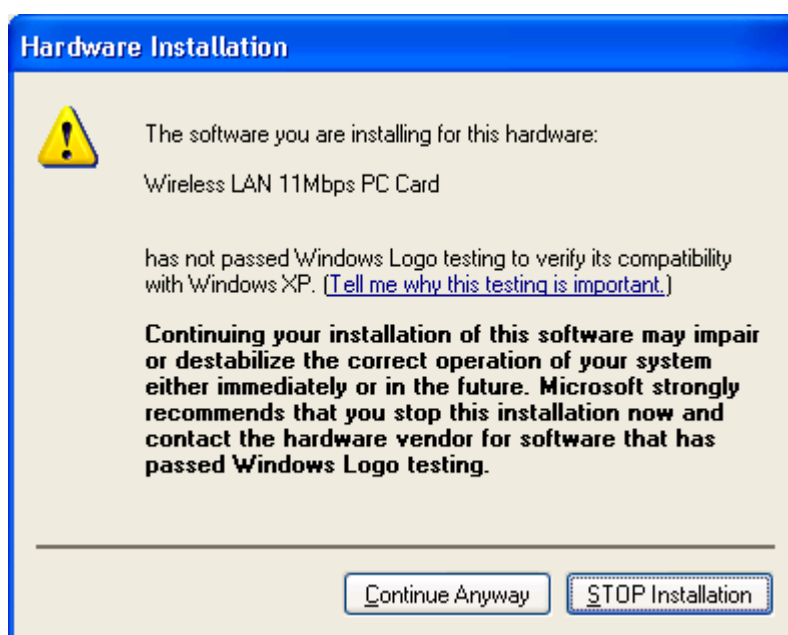 Hardware Installation
The software you are installing for this hardware:
Wireless LAN 11Mbps PC Card
has not passed Windows Logo testing to verify its compatibility
with Windows XP. (Tell me why this testing is important.)
Continuing your installation of this software may impair
or destabilize the correct operation of your system
either immediately or in the future. Microsoft strongly
recommends that you stop this installation now and
contact the hardware vendor for software that has
passed Windows Logo testing.
Continue Anyway
STOP Installation